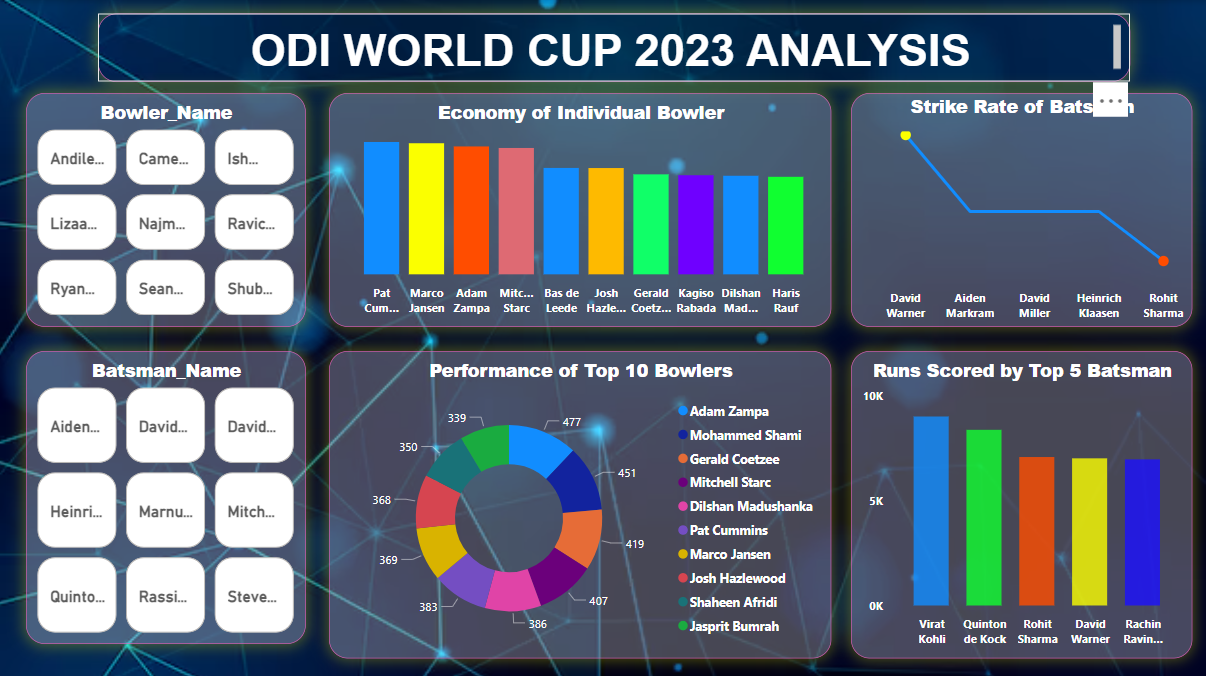 ODI WORLD CUP 2023 ANALYSIS
Bowler_Name
Andile... Came... Ish...
Lizaa... Najm... Ravic...
Ryan... Sean... Shub...
Economy of Individual Bowler
Pat Marco Adam Mitc... Bas de Josh Gerald Kagiso Dilshan Haris
Cum... Jansen Zampa Starc Leede Hazle... Coetz... Rabada Mad... Rauf
Strike Rate of Bats
David Aiden David Heinrich Rohit
Warner Markram Miller Klaasen Sharma
Batsman_Name
Aiden... David... David...
Heinri... Marnu... Mitch...
Quinto... Rassi... Steve...
Performance of Top 10 Bowlers
477
451
419
407
386
383
369
368
350
339
Adam Zampa
Mohammed Shami
Gerald Coetzee
Mitchell Starc
Dilshan Madushanka
Pat Cummins
Marco Jansen
Josh Hazlewood
Shaheen Afridi
Jasprit Bumrah
Runs Scored by Top 5 Batsman
10K
5K
0K
Virat Quinton Rohit David Rachin
Kohli de Kock Sharma Warner Ravin...